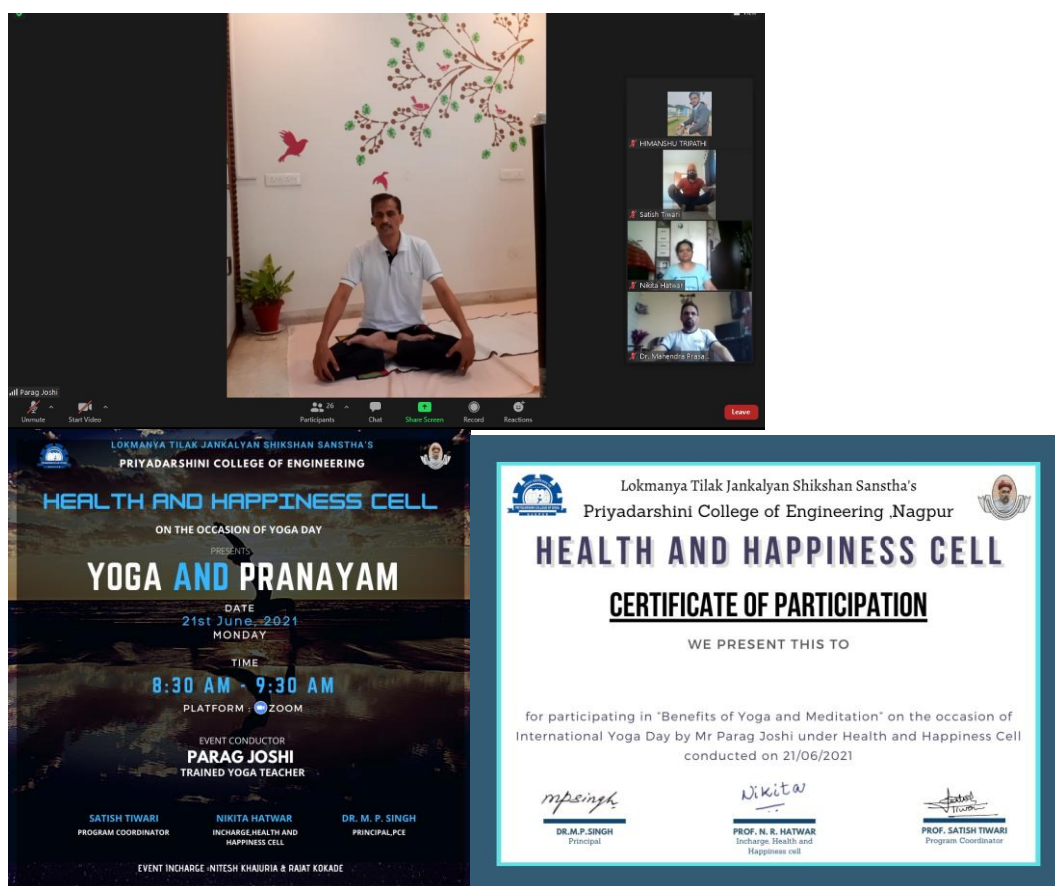 HIMANSHU TRIPATHI
Satish Tiwari
Nikita Hatwar
Dr. Mahendra Prasa...
Parag Joshi
Unmute
Start Video
26
Participants
Chat
Share Screen
Record
Reactions
Leave
LOKMANYA TILAK JANKALYAN SHIKSHAN SANSTHA'S
PRIYADARSHINI COLLEGE OF ENGINEERING
HEALTH AND HAPPINESS CELL
ON THE OCCASION OF YOGA DAY
PRESENTS
YOGA AND PRANAYAM
DATE
21st June, 2021
MONDAY
TIME
8:30 AM - 9:30 AM
PLATFORM : ZOOM
EVENT CONDUCTOR
PARAG JOSHI
TRAINED YOGA TEACHER
SATISH TIWARI
PROGRAM COORDINATOR
NIKITA HATWAR
INCHARGE,HEALTH AND
HAPPINESS CELL
DR. M. P. SINGH
PRINCIPAL,PCE
EVENT INCHARGE :NITESH KHAJURIA & RAJAT KOKADE
Lokmanya Tilak Jankalyan Shikshan Sanstha's
Priyadarshini College of Engineering ,Nagpur
HEALTH AND HAPPINESS CELL
CERTIFICATE OF PARTICIPATION
WE PRESENT THIS TO
for participating in "Benefits of Yoga and Meditation" on the occasion of
International Yoga Day by Mr Parag Joshi under Health and Happiness Cell
conducted on 21/06/2021
mpsingh
DR.M.P.SINGH
Principal
Nikita
PROF. N. R. HATWAR
Incharge Health and
Happiness cell
PROF. SATISH TIWARI
Program Coordinator